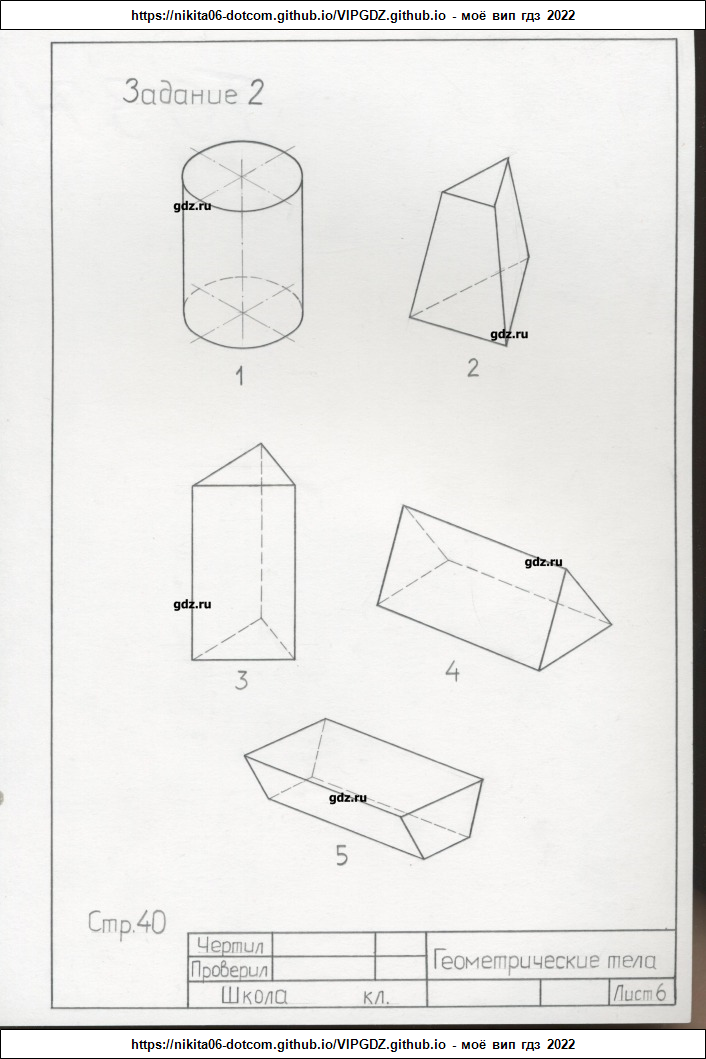 https://nikita06-dotcom.github.io/VIPGDZ.github.io - моё вип гдз 2022
Задание 2
gdz.ru
gdz.ru
1
2
gdz.ru
gdz.ru
3
4
gdz.ru
5
Стр.40
Чертил
Проверил
Геометрические тела
Школа кл.
Лист 6
https://nikita06-dotcom.github.io/VIPGDZ.github.io - моё вип гдз 2022